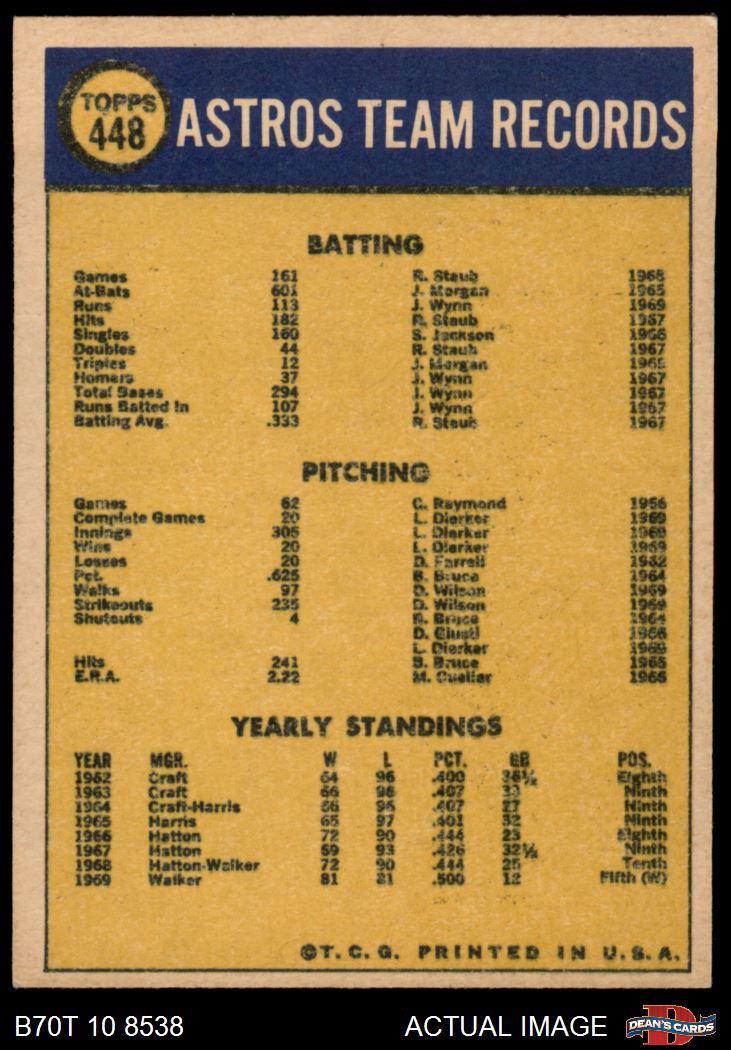 TOPPS
448
ASTROS TEAM RECORDS
BATTING
Games 161 R. Staub 1968
At-Bats 601 J. Morgan 1965
Runs 113 J. Wynn 1969
Hits 182 R. Staub 1967
Singles 160 S. Jackson 1966
Doubles 44 R. Staub 1967
Triples 12 J. Morgan 1965
Homers 37 J. Wynn 1967
Total Bases 294 J. Wynn 1967
Runs Batted In 107 J. Wynn 1967
Batting Avg. .333 R. Staub 1967
PITCHING
Games 62 C. Raymond 1966
Complete Games 20 L. Dierker 1969
Innings 305 L. Dierker 1969
Wins 20 L. Dierker 1969
Losses 20 D. Farrell 1962
Pct. .625 B. Bruce 1964
Walks 97 D. Wilson 1969
Strikeouts 235 D. Wilson 1969
Shutouts 4 B. Bruce 1964
D. Giusti 1966
L. Dierker 1969
Hits 241 B. Bruce 1965
E.R.A. 2.22 M. Cuellar 1966
YEARLY STANDINGS
YEAR MGR. W L PCT. GB POS.
1962 Craft 64 96 .400 36½ Eighth
1963 Craft 66 96 .407 33 Ninth
1964 Craft-Harris 66 96 .407 27 Ninth
1965 Harris 65 97 .401 32 Ninth
1966 Hatton 72 90 .444 23 Eighth
1967 Hatton 69 93 .426 32½ Ninth
1968 Hatton-Walker 72 90 .444 25 Tenth
1969 Walker 81 81 .500 12 Fifth (W)
©T.C.G. PRINTED IN U.S.A.
B70T 10 8538 ACTUAL IMAGE DEAN'S CARDS